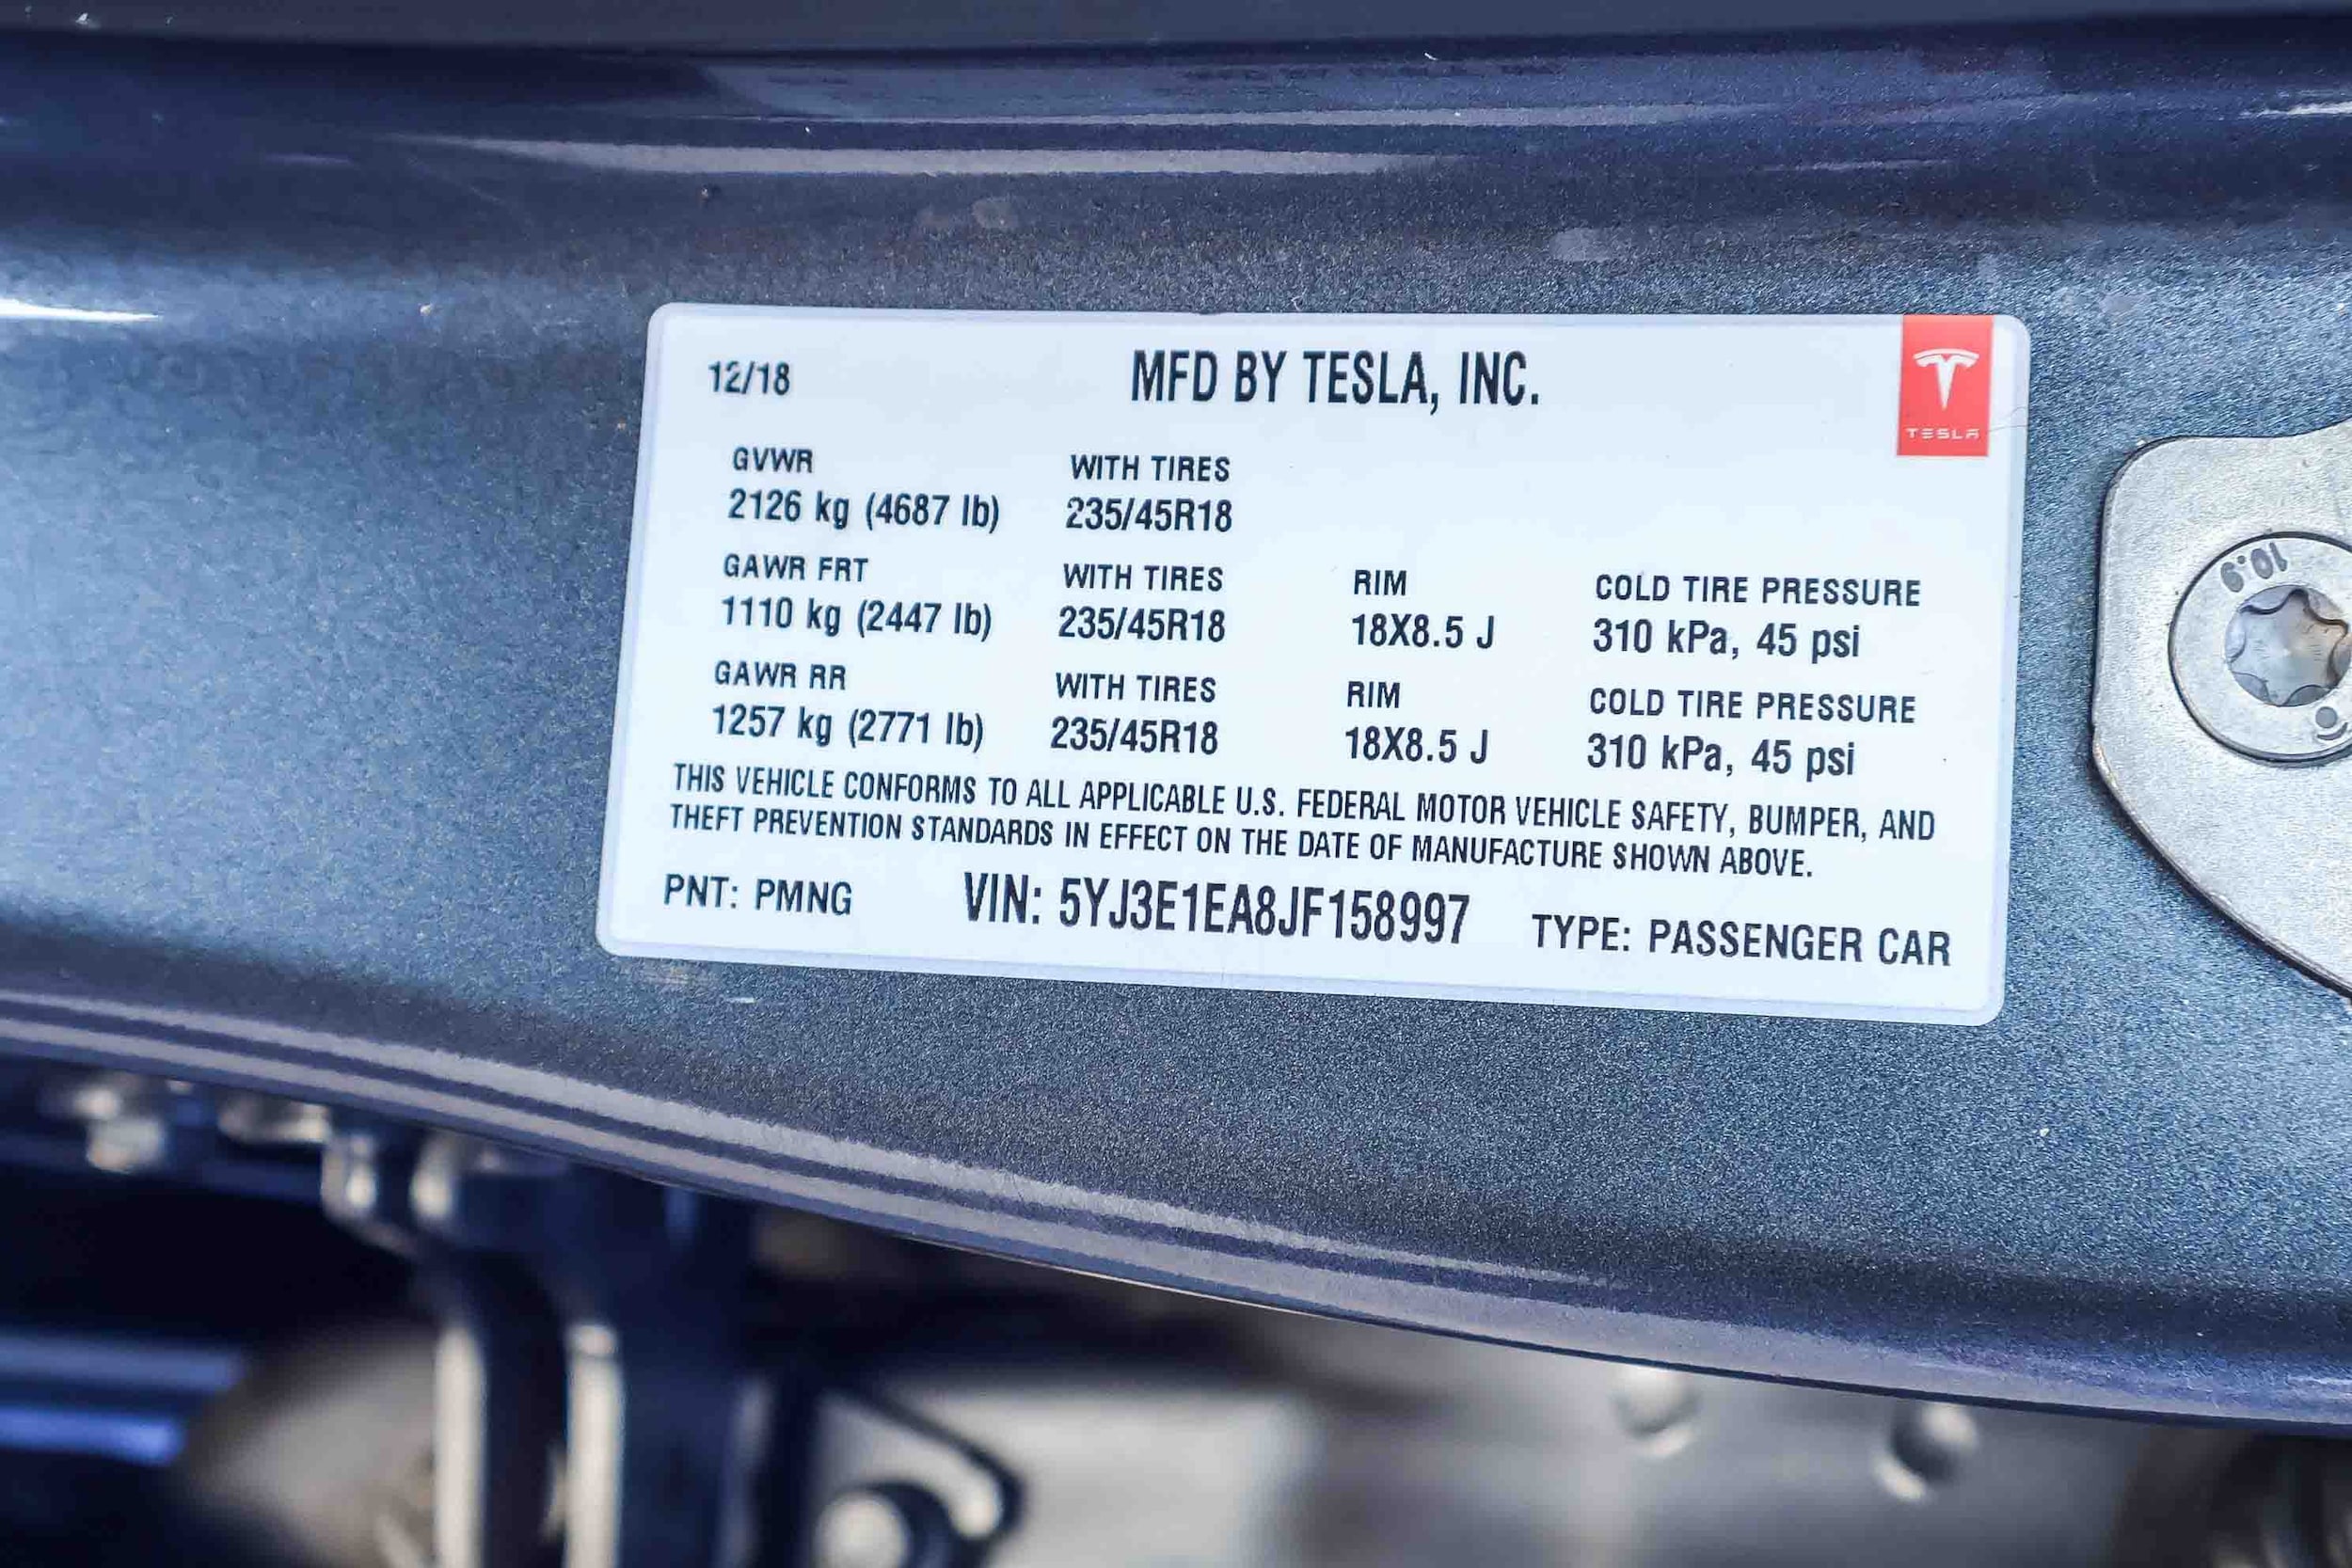 12/18 MFD BY TESLA, INC.
TESLA
GVWR WITH TIRES
2126 kg (4687 lb) 235/45R18
GAWR FRT WITH TIRES RIM COLD TIRE PRESSURE
1110 kg (2447 lb) 235/45R18 18X8.5 J 310 kPa, 45 psi
GAWR RR WITH TIRES RIM COLD TIRE PRESSURE
1257 kg (2771 lb) 235/45R18 18X8.5 J 310 kPa, 45 psi
THIS VEHICLE CONFORMS TO ALL APPLICABLE U.S. FEDERAL MOTOR VEHICLE SAFETY, BUMPER, AND
THEFT PREVENTION STANDARDS IN EFFECT ON THE DATE OF MANUFACTURE SHOWN ABOVE.
PNT: PMNG VIN: 5YJ3E1EA8JF158997 TYPE: PASSENGER CAR
10.9